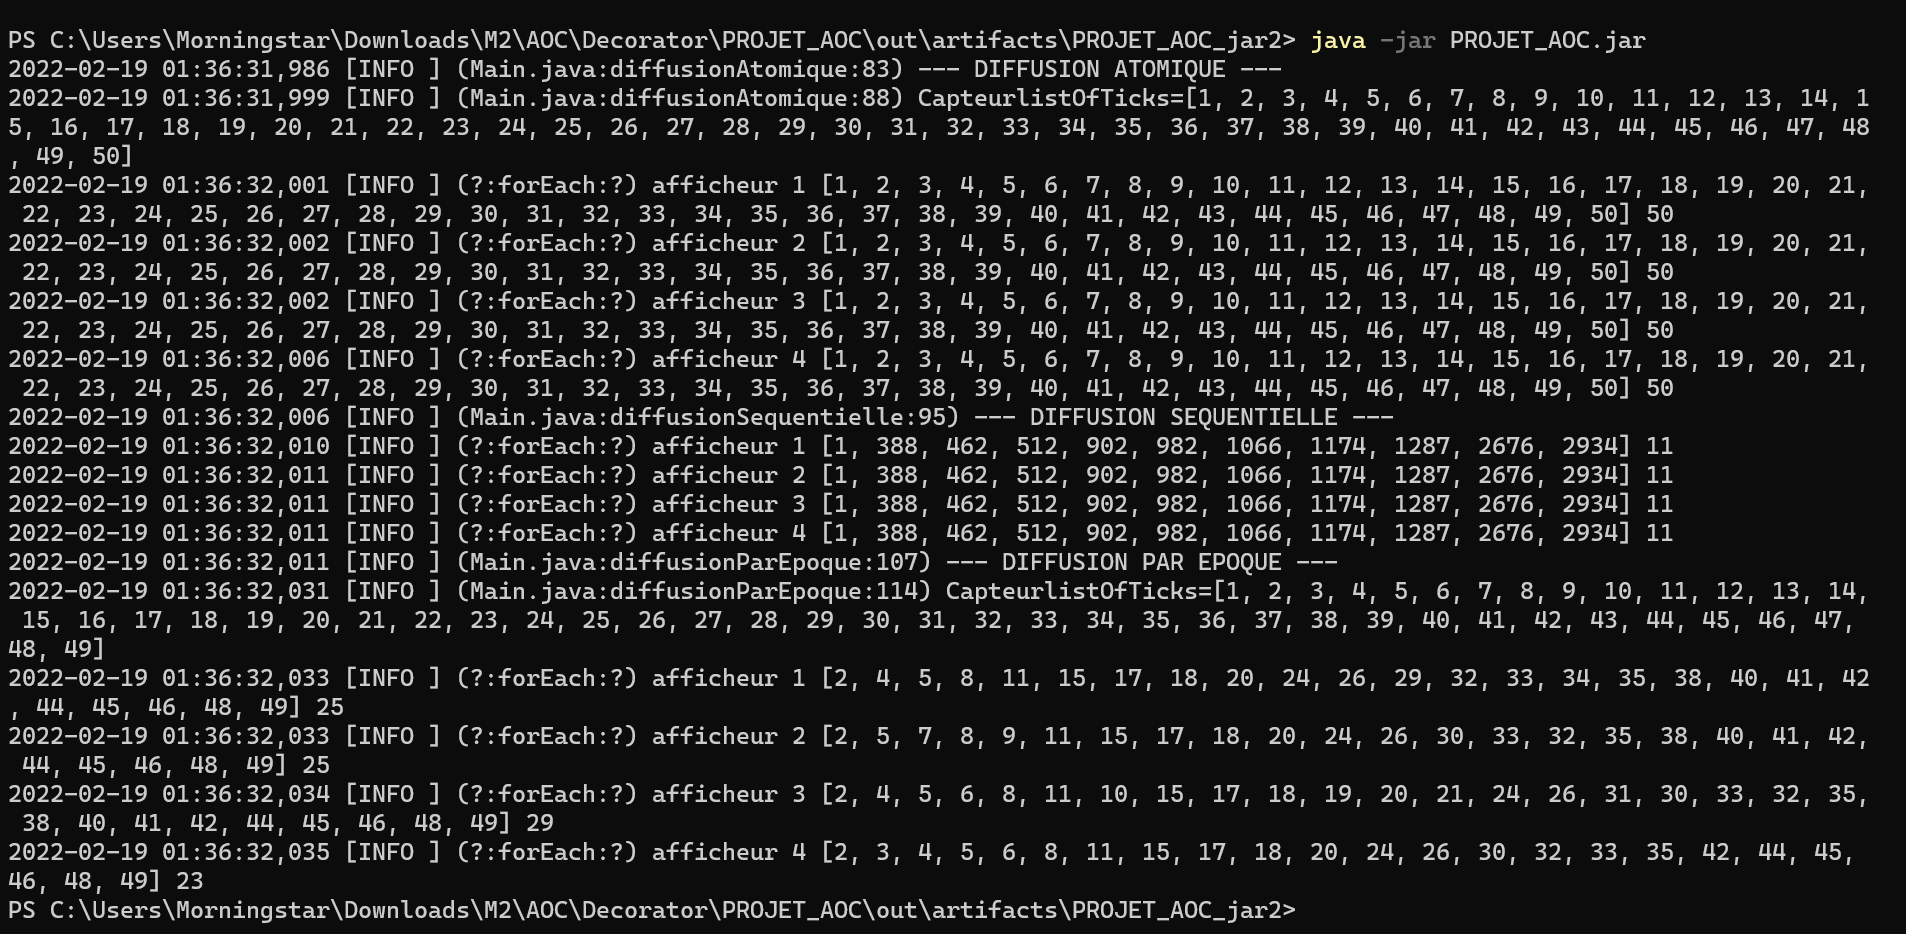 PS C:\Users\Morningstar\Downloads\M2\AOC\Decorator\PROJET_AOC\out\artifacts\PROJET_AOC_jar2> java -jar PROJET_AOC.jar
2022-02-19 01:36:31,986 [INFO ] (Main.java:diffusionAtomique:83) --- DIFFUSION ATOMIQUE ---
2022-02-19 01:36:31,999 [INFO ] (Main.java:diffusionAtomique:88) CapteurlistOfTicks=[1, 2, 3, 4, 5, 6, 7, 8, 9, 10, 11, 12, 13, 14, 1
5, 16, 17, 18, 19, 20, 21, 22, 23, 24, 25, 26, 27, 28, 29, 30, 31, 32, 33, 34, 35, 36, 37, 38, 39, 40, 41, 42, 43, 44, 45, 46, 47, 48
, 49, 50]
2022-02-19 01:36:32,001 [INFO ] (?:forEach:?) afficheur 1 [1, 2, 3, 4, 5, 6, 7, 8, 9, 10, 11, 12, 13, 14, 15, 16, 17, 18, 19, 20, 21,
 22, 23, 24, 25, 26, 27, 28, 29, 30, 31, 32, 33, 34, 35, 36, 37, 38, 39, 40, 41, 42, 43, 44, 45, 46, 47, 48, 49, 50] 50
2022-02-19 01:36:32,002 [INFO ] (?:forEach:?) afficheur 2 [1, 2, 3, 4, 5, 6, 7, 8, 9, 10, 11, 12, 13, 14, 15, 16, 17, 18, 19, 20, 21,
 22, 23, 24, 25, 26, 27, 28, 29, 30, 31, 32, 33, 34, 35, 36, 37, 38, 39, 40, 41, 42, 43, 44, 45, 46, 47, 48, 49, 50] 50
2022-02-19 01:36:32,002 [INFO ] (?:forEach:?) afficheur 3 [1, 2, 3, 4, 5, 6, 7, 8, 9, 10, 11, 12, 13, 14, 15, 16, 17, 18, 19, 20, 21,
 22, 23, 24, 25, 26, 27, 28, 29, 30, 31, 32, 33, 34, 35, 36, 37, 38, 39, 40, 41, 42, 43, 44, 45, 46, 47, 48, 49, 50] 50
2022-02-19 01:36:32,006 [INFO ] (?:forEach:?) afficheur 4 [1, 2, 3, 4, 5, 6, 7, 8, 9, 10, 11, 12, 13, 14, 15, 16, 17, 18, 19, 20, 21,
 22, 23, 24, 25, 26, 27, 28, 29, 30, 31, 32, 33, 34, 35, 36, 37, 38, 39, 40, 41, 42, 43, 44, 45, 46, 47, 48, 49, 50] 50
2022-02-19 01:36:32,006 [INFO ] (Main.java:diffusionSequentielle:95) --- DIFFUSION SEQUENTIELLE ---
2022-02-19 01:36:32,010 [INFO ] (?:forEach:?) afficheur 1 [1, 388, 462, 512, 902, 982, 1066, 1174, 1287, 2676, 2934] 11
2022-02-19 01:36:32,011 [INFO ] (?:forEach:?) afficheur 2 [1, 388, 462, 512, 902, 982, 1066, 1174, 1287, 2676, 2934] 11
2022-02-19 01:36:32,011 [INFO ] (?:forEach:?) afficheur 3 [1, 388, 462, 512, 902, 982, 1066, 1174, 1287, 2676, 2934] 11
2022-02-19 01:36:32,011 [INFO ] (?:forEach:?) afficheur 4 [1, 388, 462, 512, 902, 982, 1066, 1174, 1287, 2676, 2934] 11
2022-02-19 01:36:32,011 [INFO ] (Main.java:diffusionParEpoque:107) --- DIFFUSION PAR EPOQUE ---
2022-02-19 01:36:32,031 [INFO ] (Main.java:diffusionParEpoque:114) CapteurlistOfTicks=[1, 2, 3, 4, 5, 6, 7, 8, 9, 10, 11, 12, 13, 14,
 15, 16, 17, 18, 19, 20, 21, 22, 23, 24, 25, 26, 27, 28, 29, 30, 31, 32, 33, 34, 35, 36, 37, 38, 39, 40, 41, 42, 43, 44, 45, 46, 47,
48, 49]
2022-02-19 01:36:32,033 [INFO ] (?:forEach:?) afficheur 1 [2, 4, 5, 8, 11, 15, 17, 18, 20, 24, 26, 29, 32, 33, 34, 35, 38, 40, 41, 42
, 44, 45, 46, 48, 49] 25
2022-02-19 01:36:32,033 [INFO ] (?:forEach:?) afficheur 2 [2, 5, 7, 8, 9, 11, 15, 17, 18, 20, 24, 26, 30, 33, 32, 35, 38, 40, 41, 42,
 44, 45, 46, 48, 49] 25
2022-02-19 01:36:32,034 [INFO ] (?:forEach:?) afficheur 3 [2, 4, 5, 6, 8, 11, 10, 15, 17, 18, 19, 20, 21, 24, 26, 31, 30, 33, 32, 35,
 38, 40, 41, 42, 44, 45, 46, 48, 49] 29
2022-02-19 01:36:32,035 [INFO ] (?:forEach:?) afficheur 4 [2, 3, 4, 5, 6, 8, 11, 15, 17, 18, 20, 24, 26, 30, 32, 33, 35, 42, 44, 45,
46, 48, 49] 23
PS C:\Users\Morningstar\Downloads\M2\AOC\Decorator\PROJET_AOC\out\artifacts\PROJET_AOC_jar2>